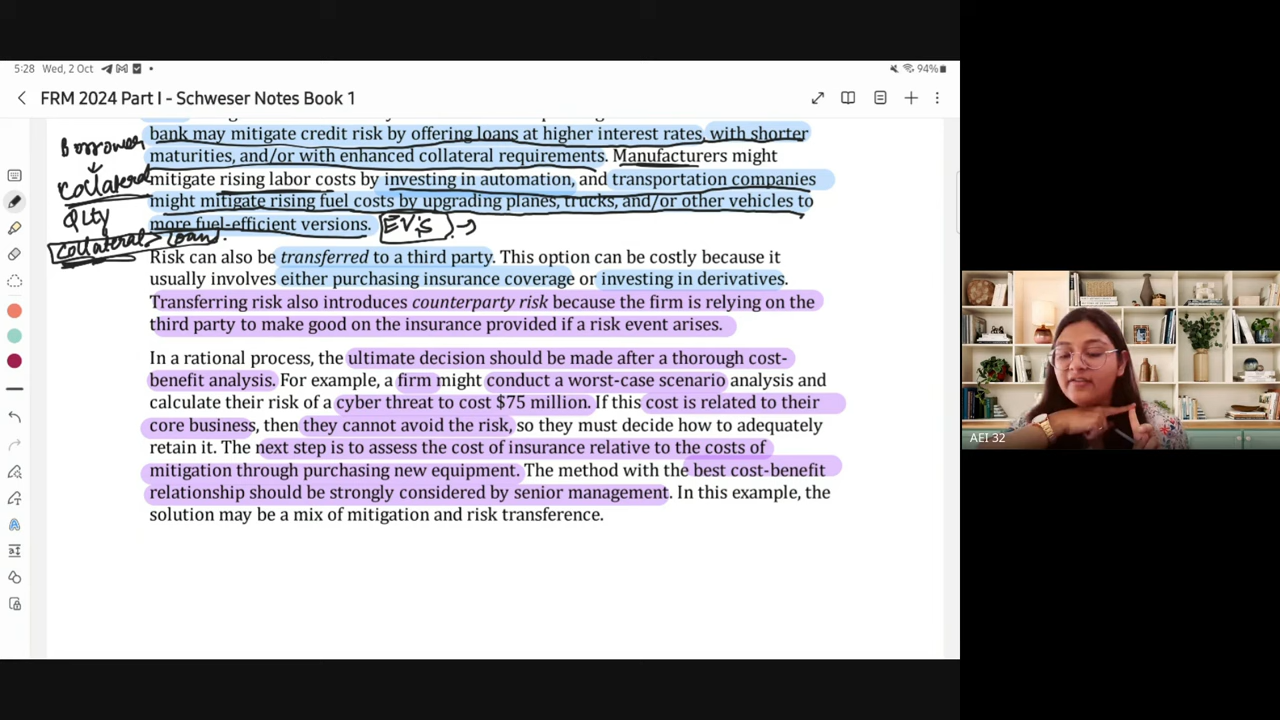 5:28 Wed, 2 Oct
94%
FRM 2024 Part I - Schweser Notes Book 1
bank may mitigate credit risk by offering loans at higher interest rates, with shorter
maturities, and/or with enhanced collateral requirements. Manufacturers might
mitigate rising labor costs by investing in automation, and transportation companies
might mitigate rising fuel costs by upgrading planes, trucks, and/or other vehicles to
more fuel-efficient versions. EV's
Borrower
Collateral
Qlty
Collateral > loan.
Risk can also be transferred to a third party. This option can be costly because it
usually involves either purchasing insurance coverage or investing in derivatives.
Transferring risk also introduces counterparty risk because the firm is relying on the
third party to make good on the insurance provided if a risk event arises.
In a rational process, the ultimate decision should be made after a thorough cost-
benefit analysis. For example, a firm might conduct a worst-case scenario analysis and
calculate their risk of a cyber threat to cost $75 million. If this cost is related to their
core business, then they cannot avoid the risk, so they must decide how to adequately
retain it. The next step is to assess the cost of insurance relative to the costs of
mitigation through purchasing new equipment. The method with the best cost-benefit
relationship should be strongly considered by senior management. In this example, the
solution may be a mix of mitigation and risk transference.
AEI 32